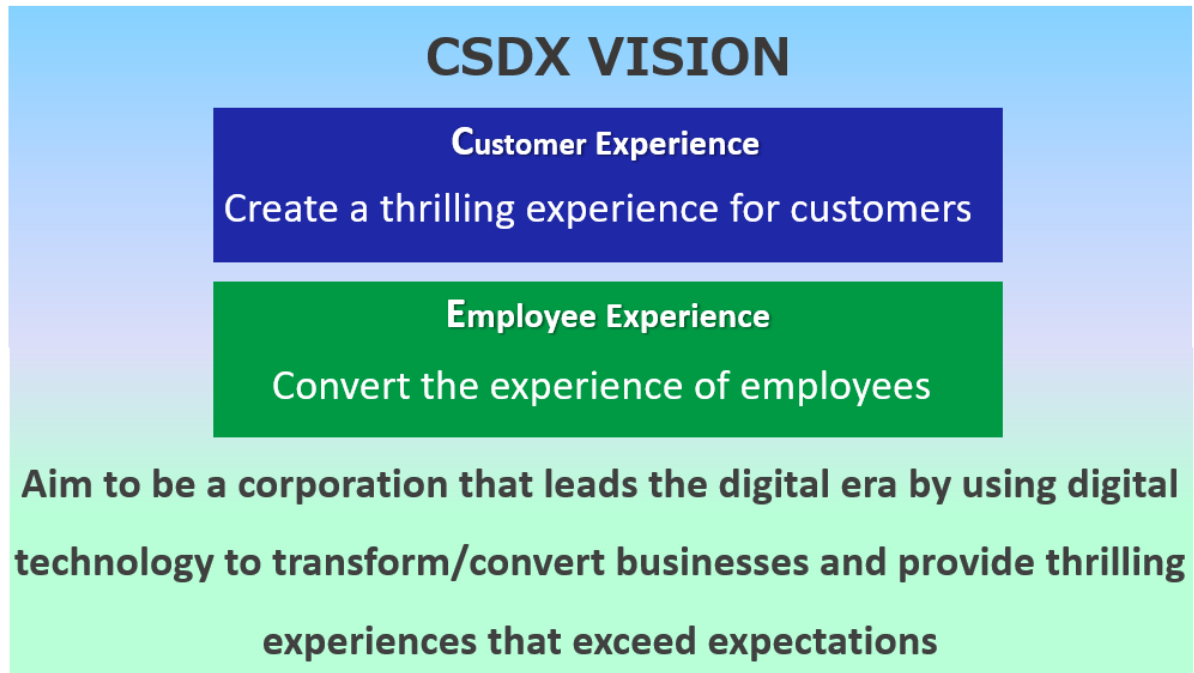 CSDX VISION
Customer Experience
Create a thrilling experience for customers
Employee Experience
Convert the experience of employees
Aim to be a corporation that leads the digital era by using digital
technology to transform/convert businesses and provide thrilling
experiences that exceed expectations